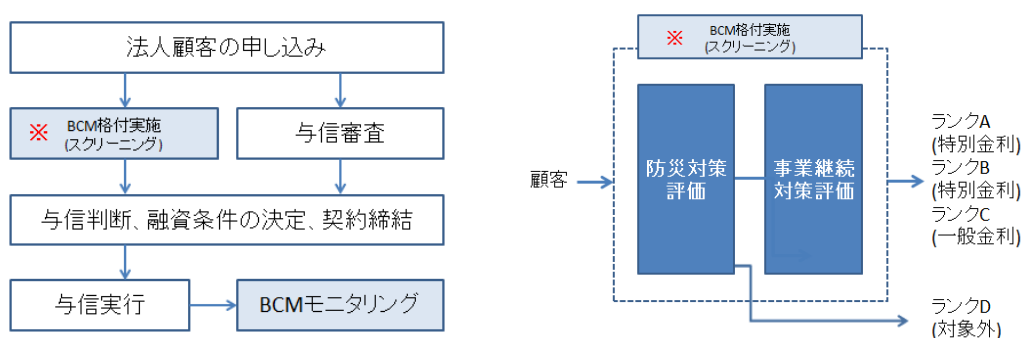 法人顧客の申し込み
※ BCM格付実施
(スクリーニング)
与信審査
与信判断、融資条件の決定、契約締結
与信実行
BCMモニタリング
※ BCM格付実施
(スクリーニング)
顧客
防災対策
評価
事業継続
対策評価
ランクA
(特別金利)
ランクB
(特別金利)
ランクC
(一般金利)
ランクD
(対象外)